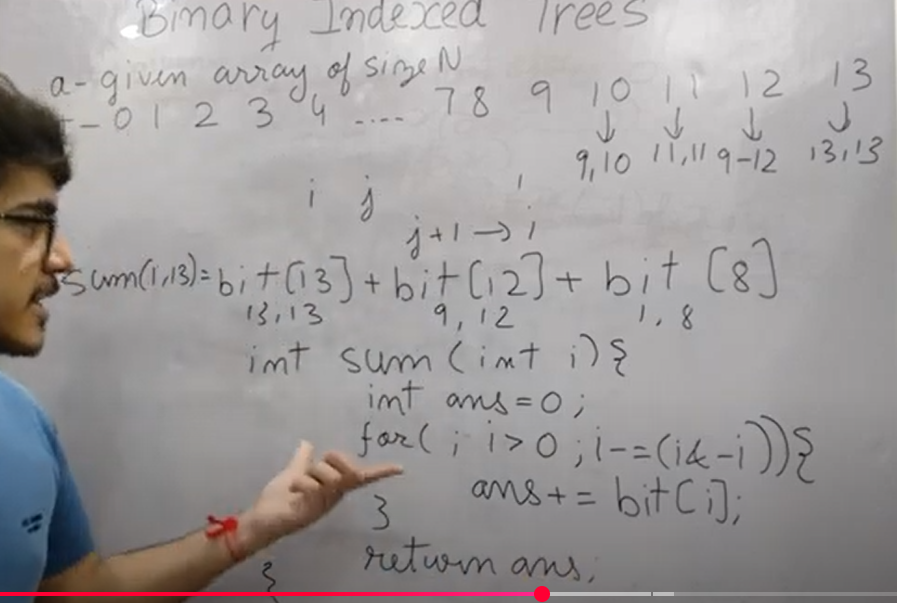 Binary Indexed Trees
a - given array of size N
- 0 1 2 3 4 .... 7 8 9 10 11 12 13
↓ ↓ ↓ ↓
9,10 11,11 9-12 13,13
i j i
j+1 → i
sum(1,13)=bit[13]+bit[12]+bit[8]
13,13 9,12 1,8
int sum(int i){
int ans=0;
for( ; i>0 ; i-=(i&-i)){
ans+=bit[i];
}
return ans;
}